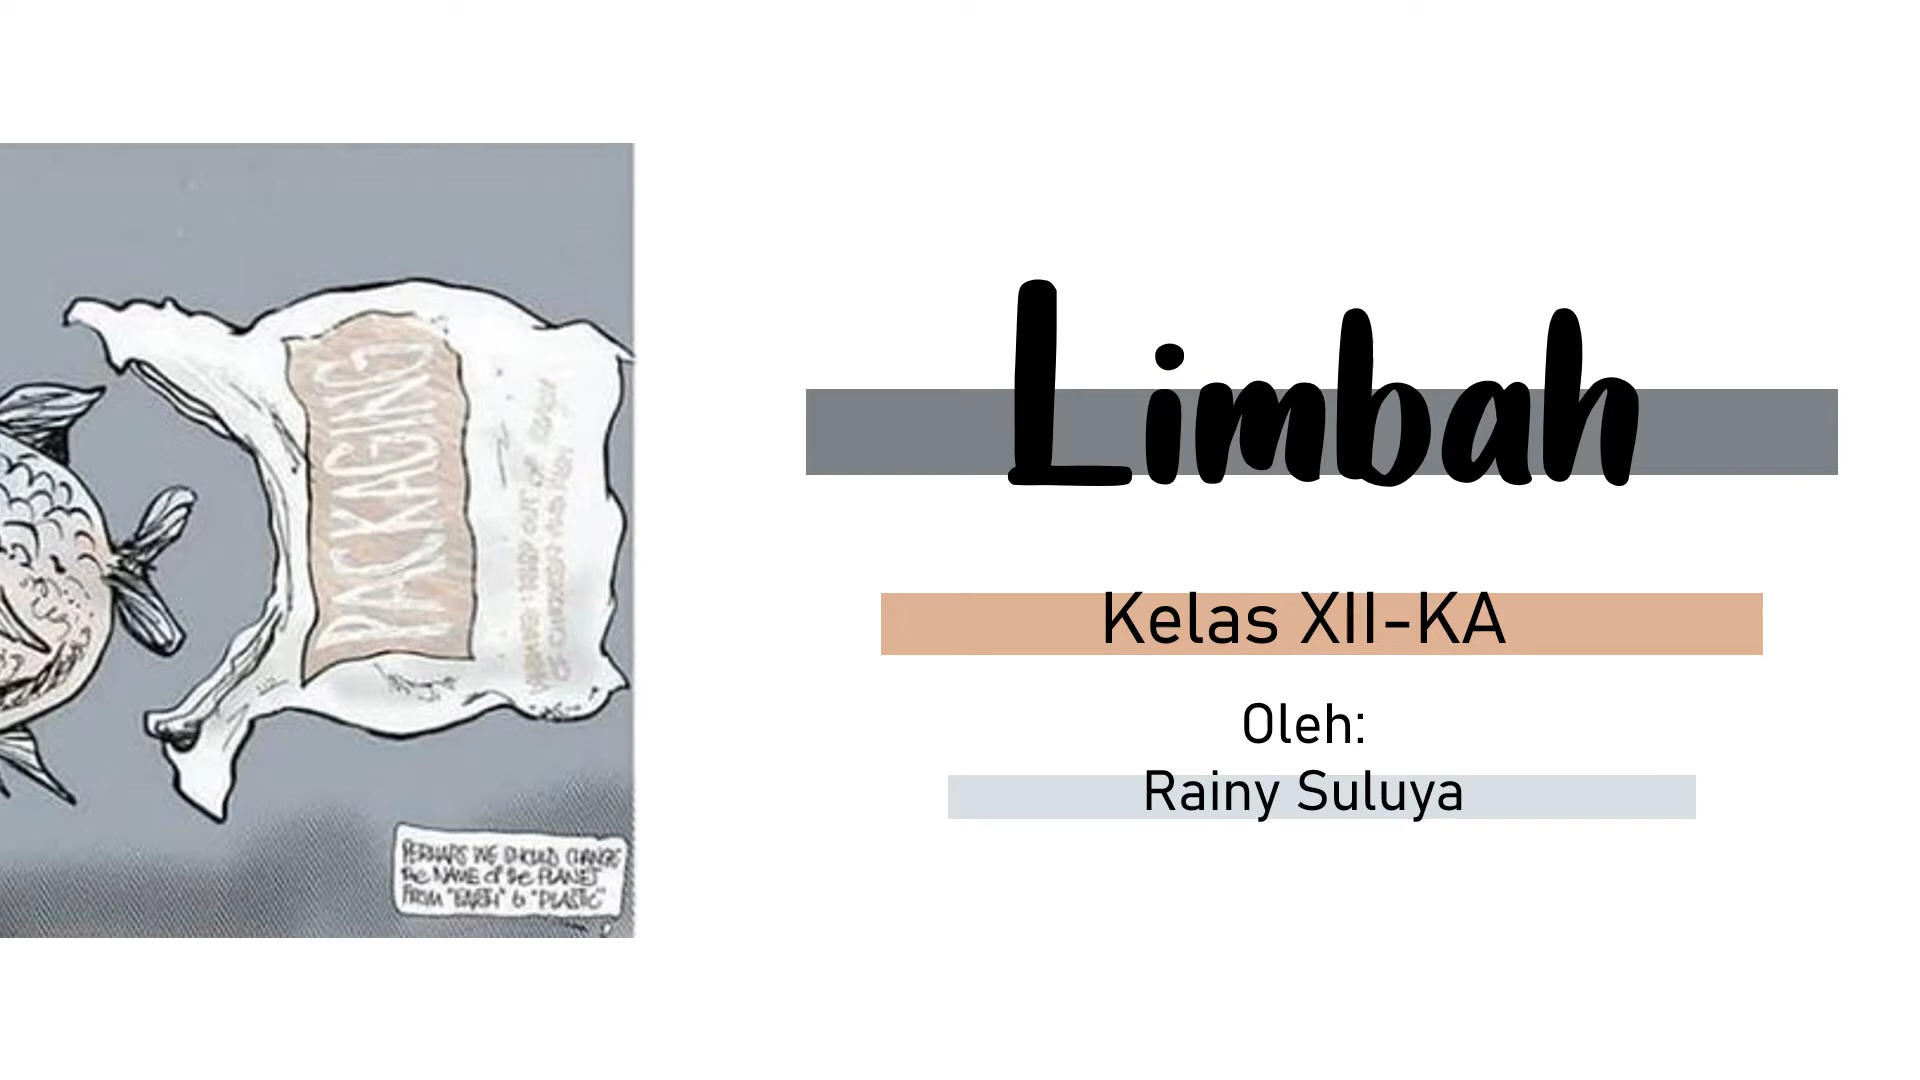 PACKAGING
PERHAPS WE SHOULD CHANGE
the NAME of the PLANET
FROM "EARTH" to "PLASTIC"
Limbah
Kelas XII-KA
Oleh:
Rainy Suluya